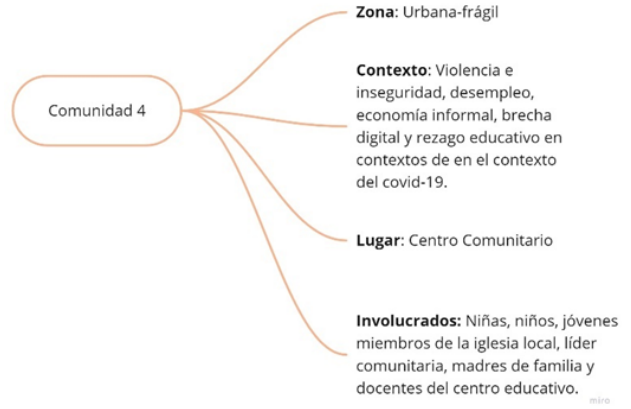 Zona: Urbana-frágil
Contexto: Violencia e
inseguridad, desempleo,
economía informal, brecha
digital y rezago educativo en
contextos de en el contexto
del covid-19.
Comunidad 4
Lugar: Centro Comunitario
Involucrados: Niñas, niños, jóvenes
miembros de la iglesia local, líder
comunitaria, madres de familia y
docentes del centro educativo.
miro